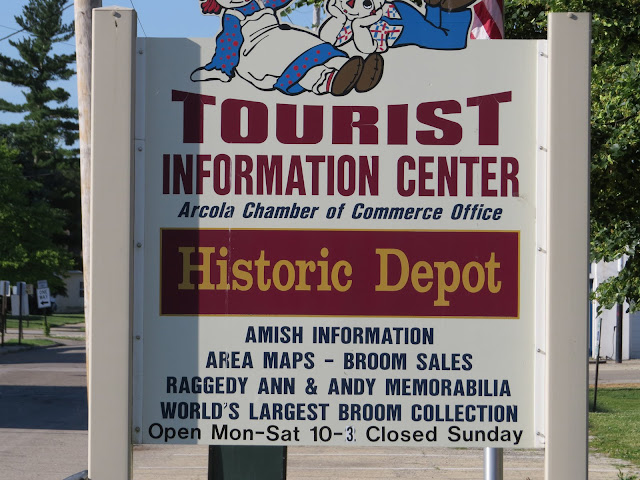 TOURIST
INFORMATION CENTER
Arcola Chamber of Commerce Office
Historic Depot
AMISH INFORMATION
AREA MAPS - BROOM SALES
RAGGEDY ANN & ANDY MEMORABILIA
WORLD'S LARGEST BROOM COLLECTION
Open Mon-Sat 10-3 Closed Sunday